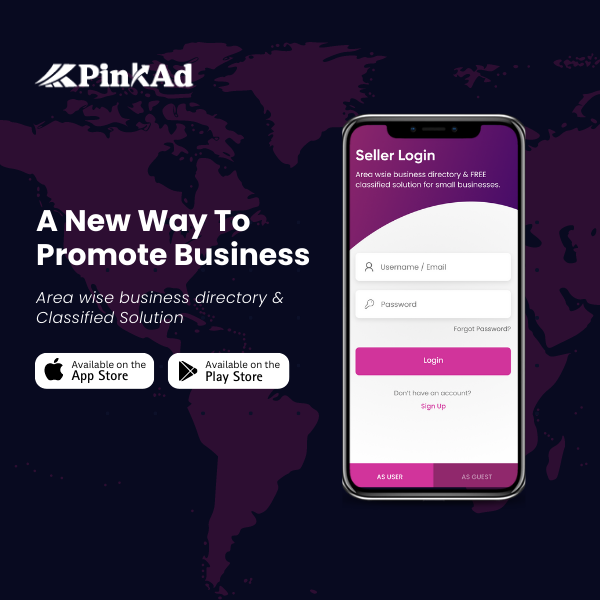 PinkAd
A New Way To
Promote Business
Area wise business directory &
Classified Solution
Available on the
App Store
Available on the
Play Store
Seller Login
Area wsie business directory & FREE
classified solution for small businesses.
Username / Email
Password
Forgot Password?
Login
Don't have an account?
Sign Up
AS USER
AS GUEST